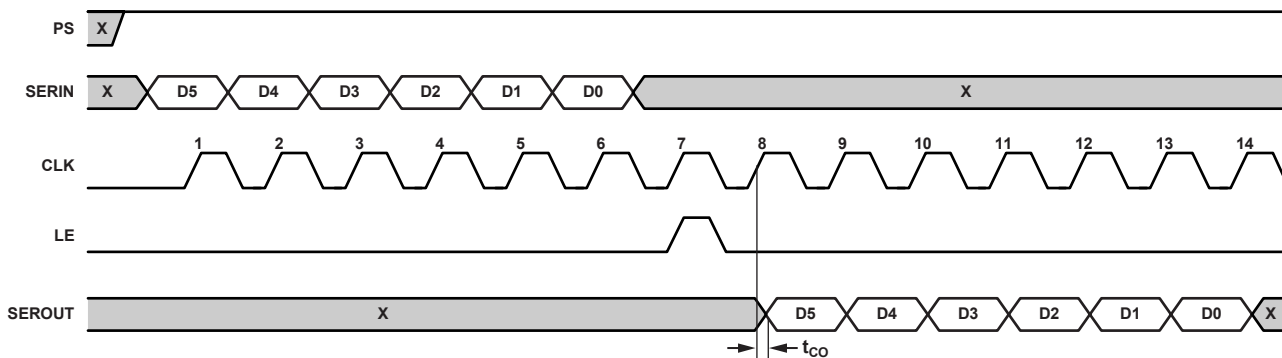 PS X
SERIN X D5 D4 D3 D2 D1 D0 X
1 2 3 4 5 6 7 8 9 10 11 12 13 14
CLK
LE
SEROUT X D5 D4 D3 D2 D1 D0 X
tCO